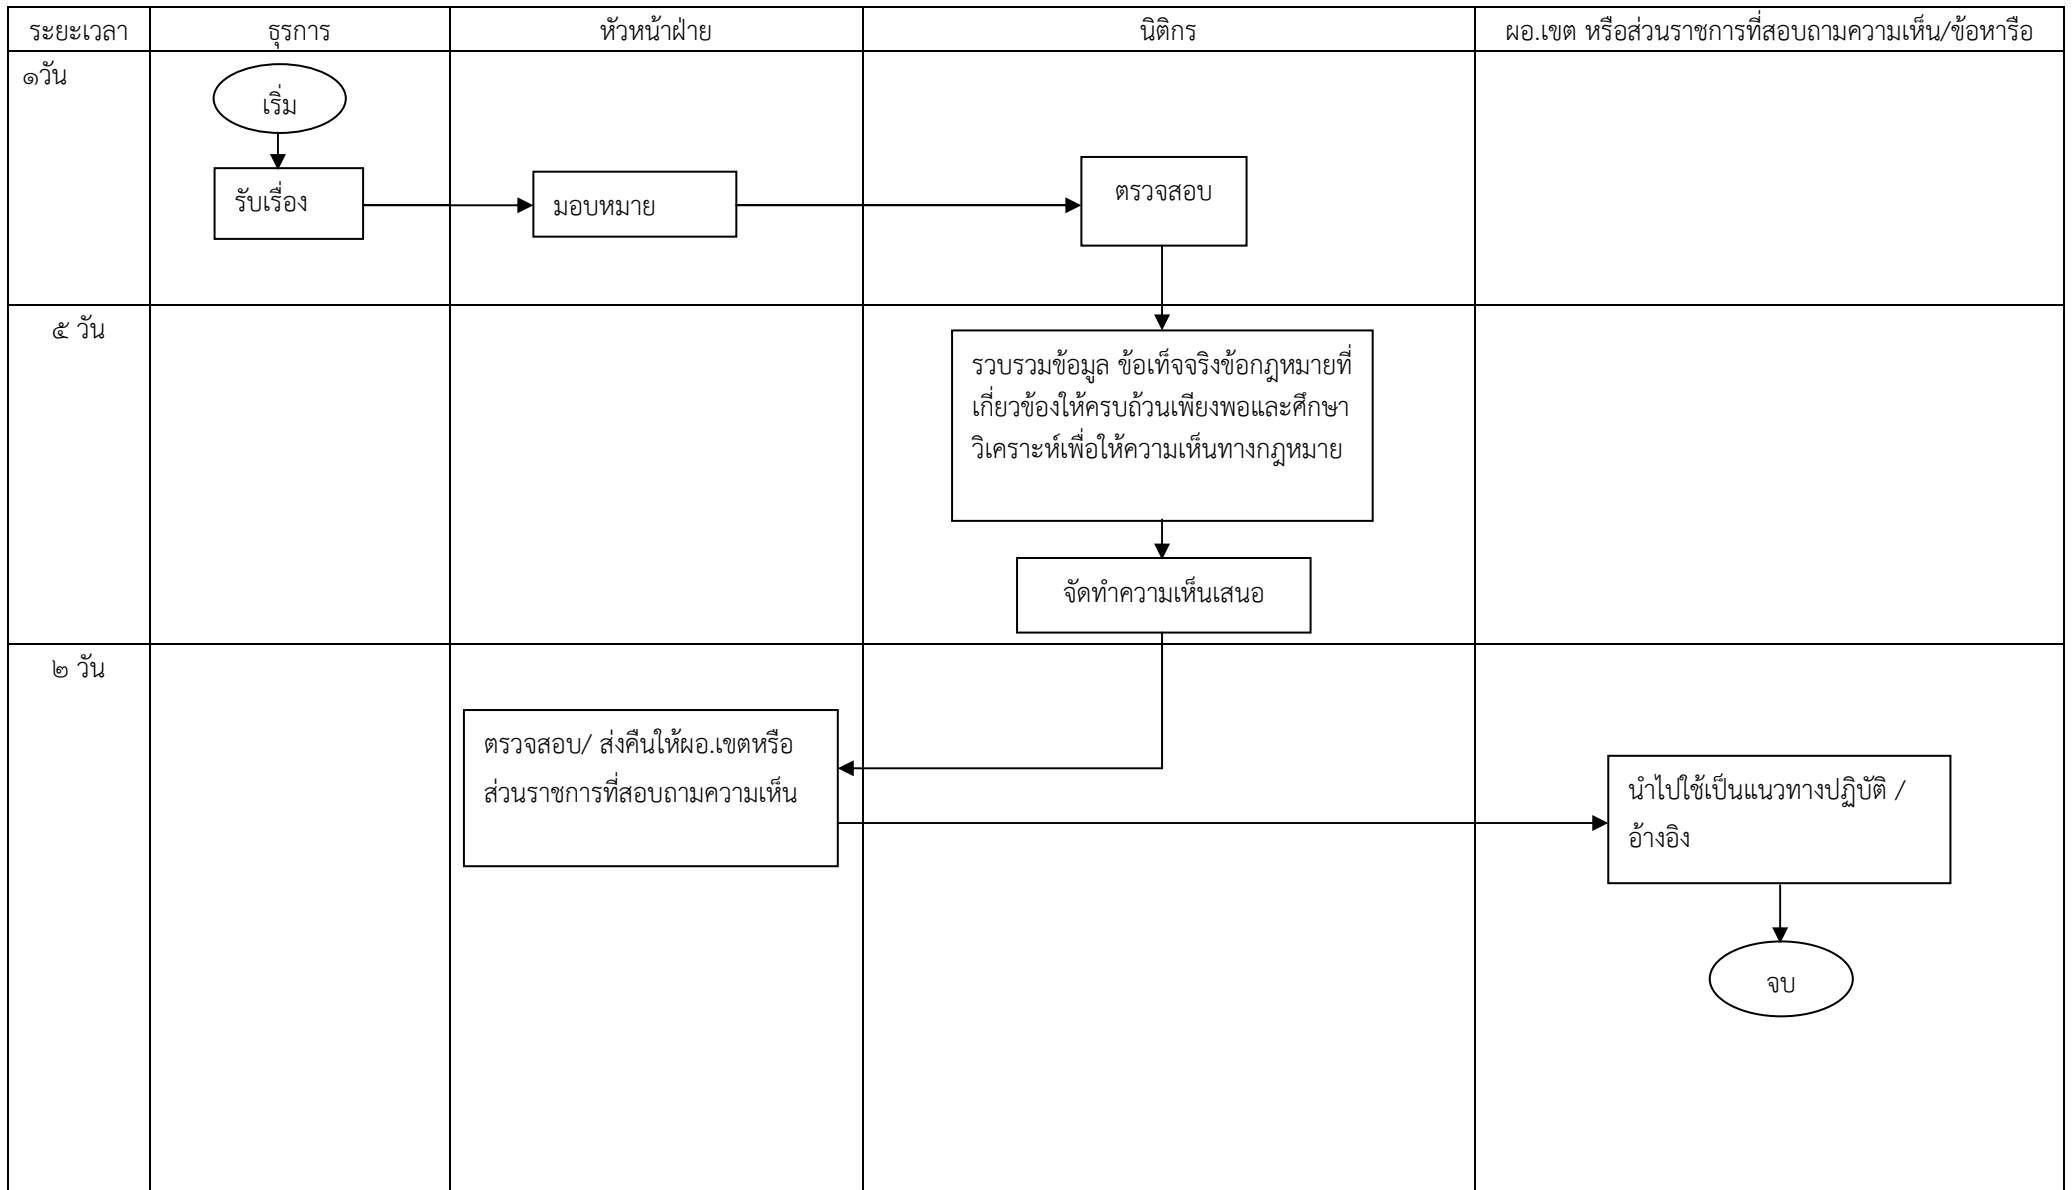 ระยะเวลา
ธุรการ
หัวหน้าฝ่าย
นิติกร
ผอ.เขต หรือส่วนราชการที่สอบถามความเห็น/ข้อหารือ
๑วัน
เริ่ม
รับเรื่อง
มอบหมาย
ตรวจสอบ
๕ วัน
รวบรวมข้อมูล ข้อเท็จจริงข้อกฎหมายที่
เกี่ยวข้องให้ครบถ้วนเพียงพอและศึกษา
วิเคราะห์เพื่อให้ความเห็นทางกฎหมาย
จัดทำความเห็นเสนอ
๒ วัน
ตรวจสอบ/ ส่งคืนให้ผอ.เขตหรือ
ส่วนราชการที่สอบถามความเห็น
นำไปใช้เป็นแนวทางปฏิบัติ /
อ้างอิง
จบ